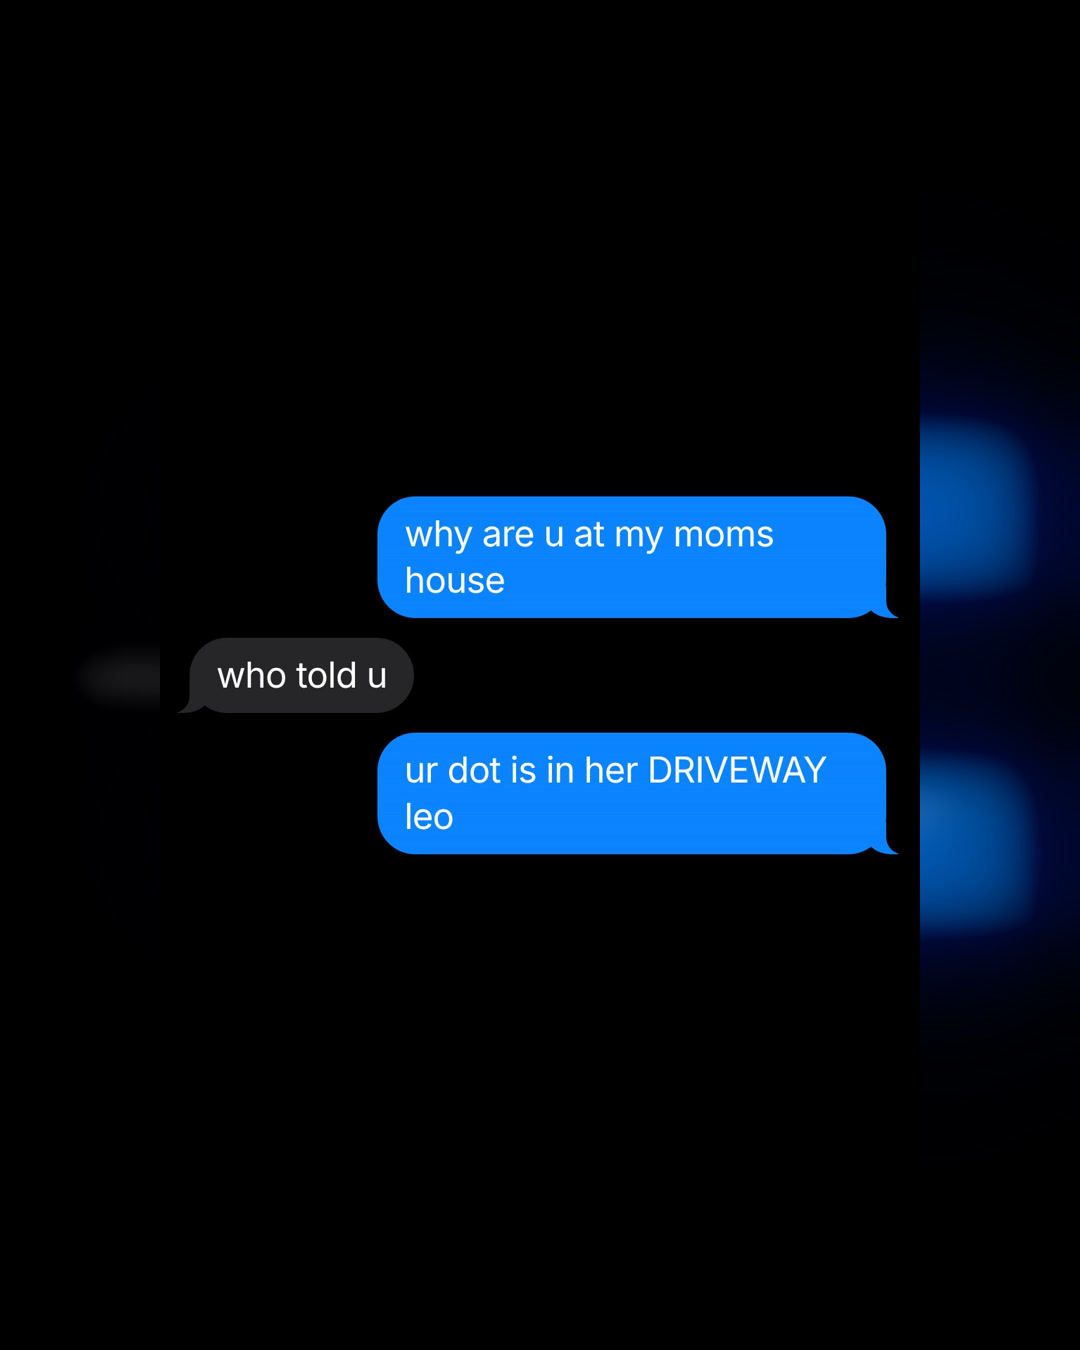 why are u at my moms
house
who told u
ur dot is in her DRIVEWAY
leo